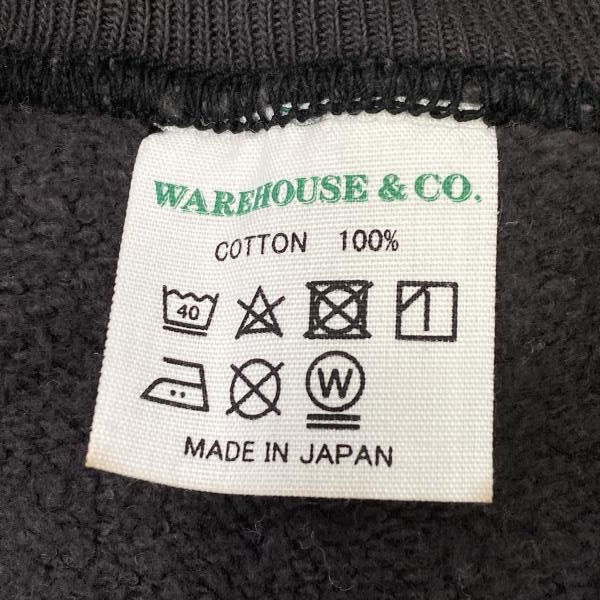 WAREHOUSE & CO.
COTTON 100%
40
W
MADE IN JAPAN